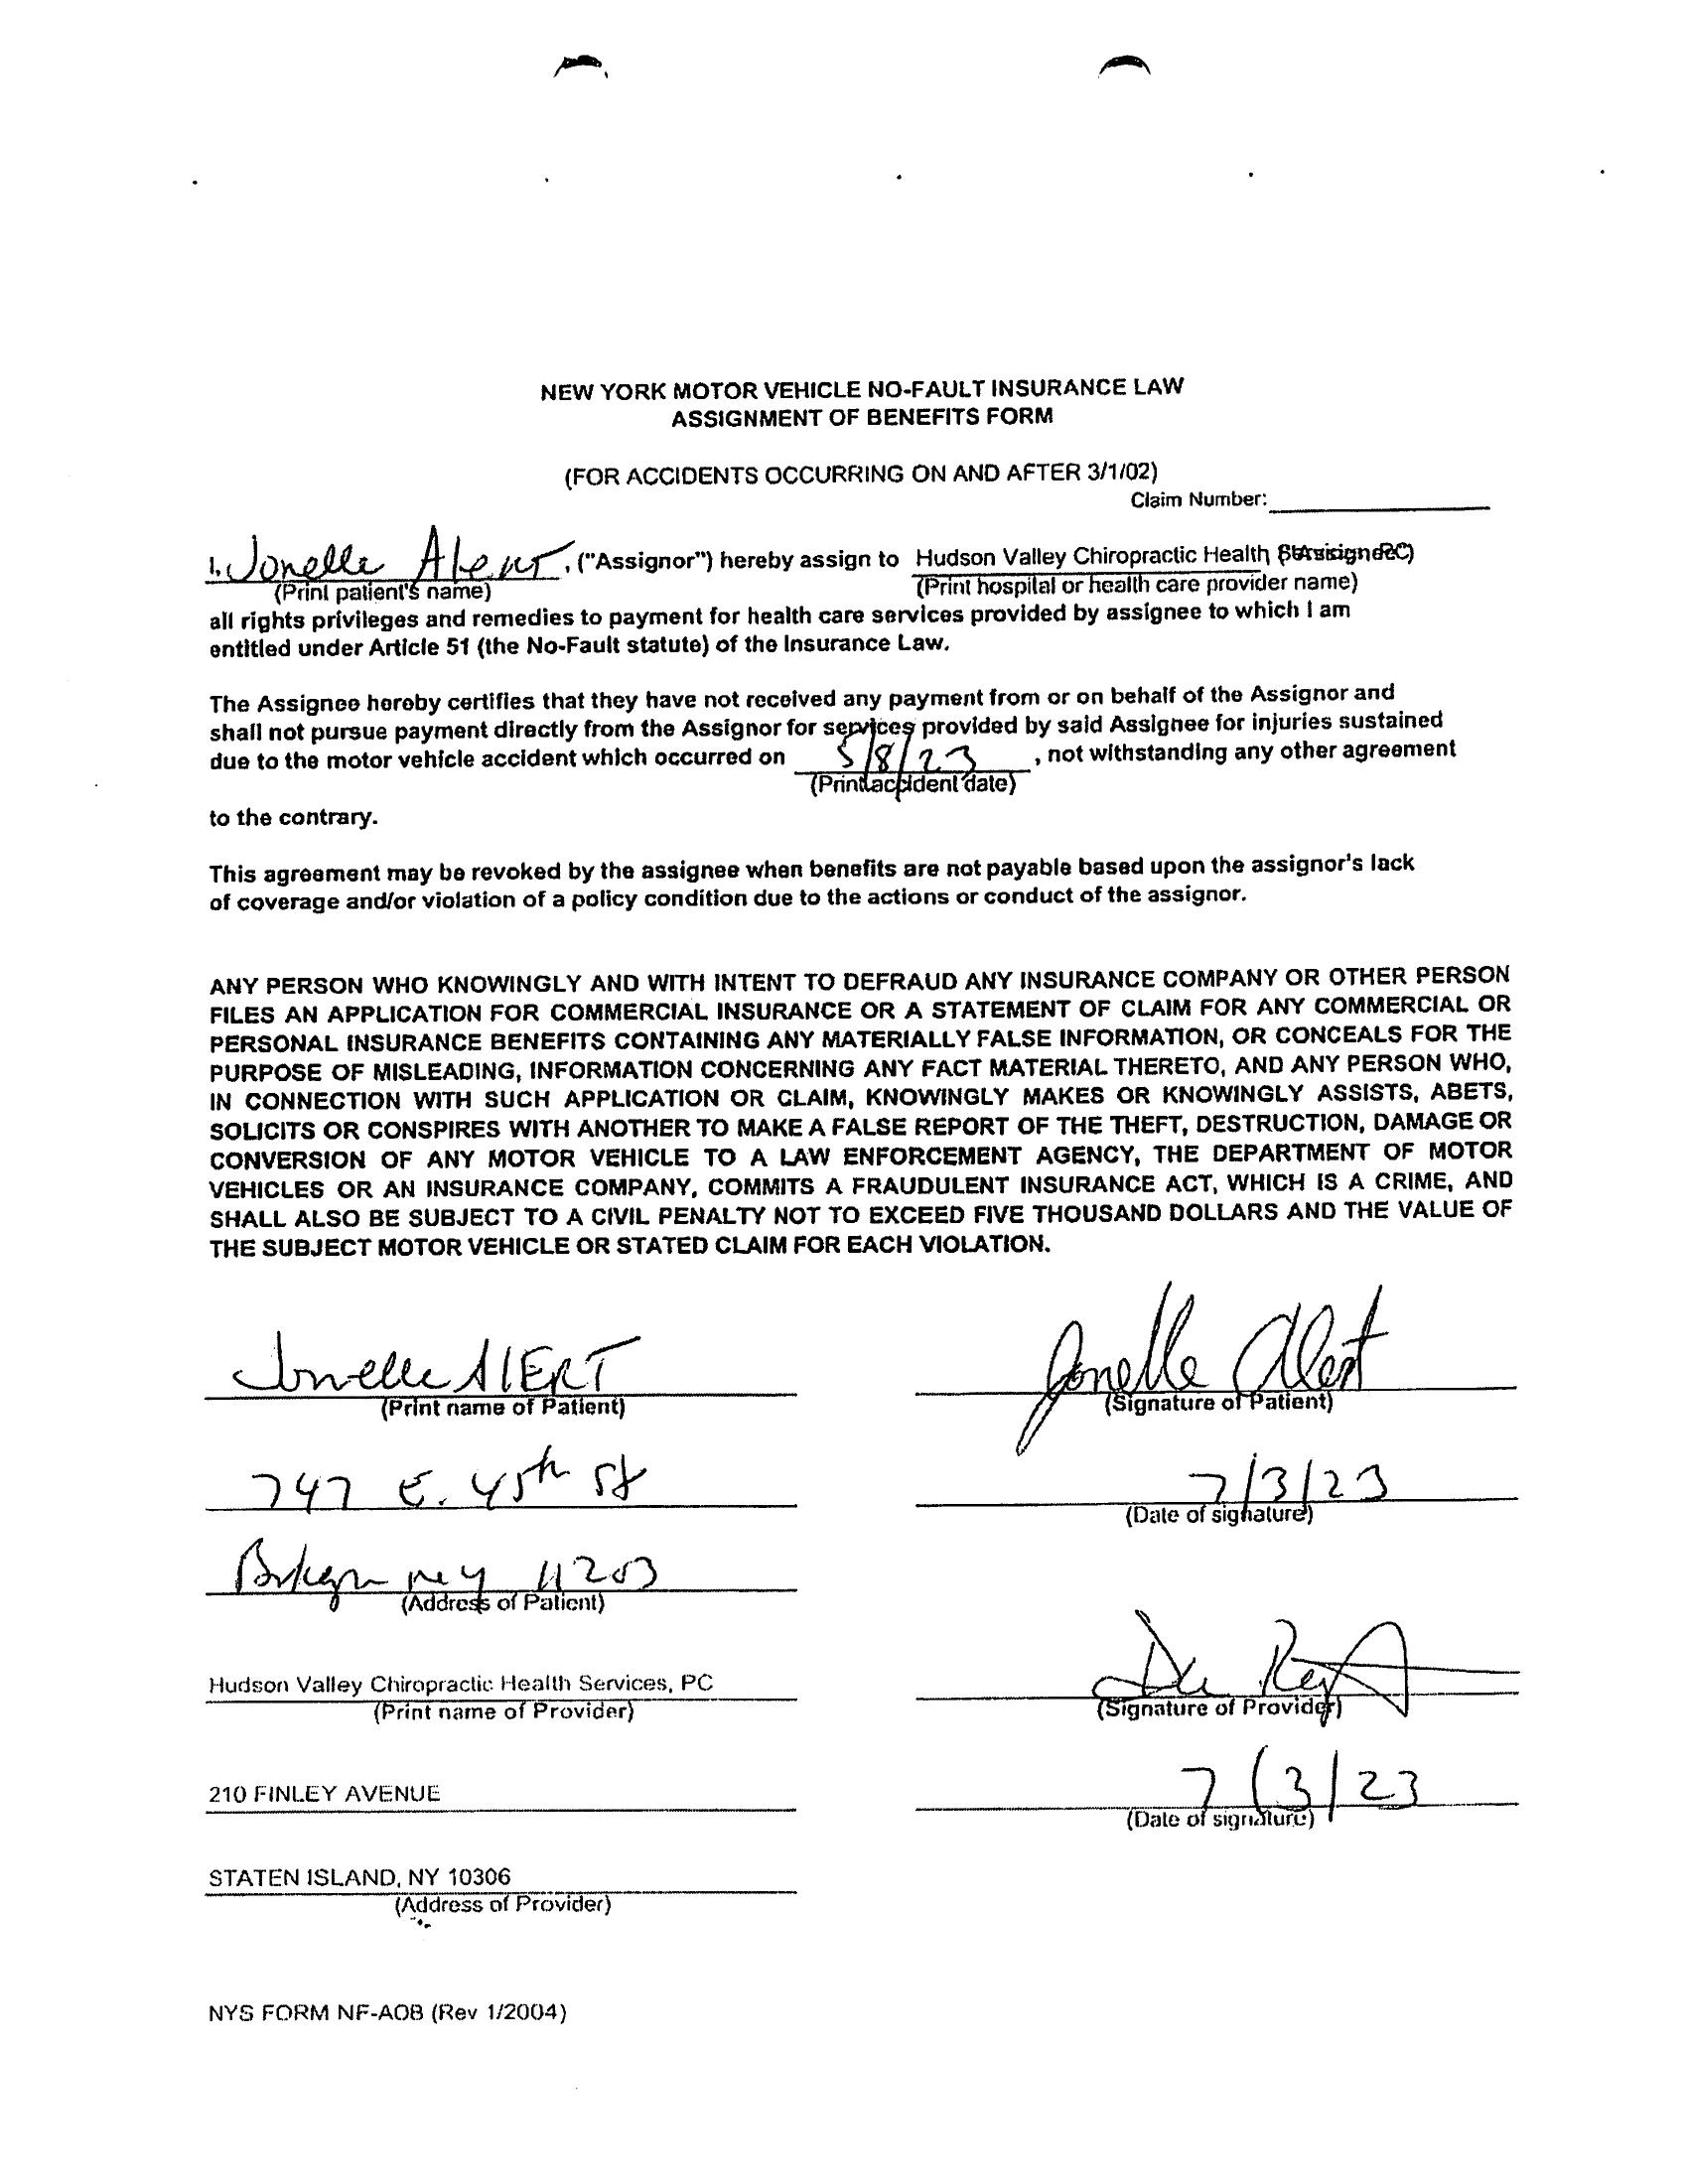 NEW YORK MOTOR VEHICLE NO-FAULT INSURANCE LAW
ASSIGNMENT OF BENEFITS FORM
(FOR ACCIDENTS OCCURRING ON AND AFTER 3/1/02)
Claim Number:
I, Jonelle Alert, ("Assignor") hereby assign to Hudson Valley Chiropractic Health
(Print patient's name) (Print hospital or health care provider name)
all rights privileges and remedies to payment for health care services provided by assignee to which I am
entitled under Article 51 (the No-Fault statute) of the Insurance Law.
The Assignee hereby certifies that they have not received any payment from or on behalf of the Assignor and
shall not pursue payment directly from the Assignor for services provided by said Assignee for injuries sustained
due to the motor vehicle accident which occurred on 5/8/23, not withstanding any other agreement
(Print accident date)
to the contrary.
This agreement may be revoked by the assignee when benefits are not payable based upon the assignor's lack
of coverage and/or violation of a policy condition due to the actions or conduct of the assignor.
ANY PERSON WHO KNOWINGLY AND WITH INTENT TO DEFRAUD ANY INSURANCE COMPANY OR OTHER PERSON
FILES AN APPLICATION FOR COMMERCIAL INSURANCE OR A STATEMENT OF CLAIM FOR ANY COMMERCIAL OR
PERSONAL INSURANCE BENEFITS CONTAINING ANY MATERIALLY FALSE INFORMATION, OR CONCEALS FOR THE
PURPOSE OF MISLEADING, INFORMATION CONCERNING ANY FACT MATERIAL THERETO, AND ANY PERSON WHO,
IN CONNECTION WITH SUCH APPLICATION OR CLAIM, KNOWINGLY MAKES OR KNOWINGLY ASSISTS, ABETS,
SOLICITS OR CONSPIRES WITH ANOTHER TO MAKE A FALSE REPORT OF THE THEFT, DESTRUCTION, DAMAGE OR
CONVERSION OF ANY MOTOR VEHICLE TO A LAW ENFORCEMENT AGENCY, THE DEPARTMENT OF MOTOR
VEHICLES OR AN INSURANCE COMPANY, COMMITS A FRAUDULENT INSURANCE ACT, WHICH IS A CRIME, AND
SHALL ALSO BE SUBJECT TO A CIVIL PENALTY NOT TO EXCEED FIVE THOUSAND DOLLARS AND THE VALUE OF
THE SUBJECT MOTOR VEHICLE OR STATED CLAIM FOR EACH VIOLATION.
Jonelle AlERT Jonelle Alert
(Print name of Patient) (Signature of Patient)
747 E. 45th St 7/3/23
(Date of signature)
11203
(Address of Patient)
Hudson Valley Chiropractic Health Services, PC
(Print name of Provider) (Signature of Provider)
210 FINLEY AVENUE 7/3/23
(Date of signature)
STATEN ISLAND, NY 10306
(Address of Provider)
NYS FORM NF-AOB (Rev 1/2004)